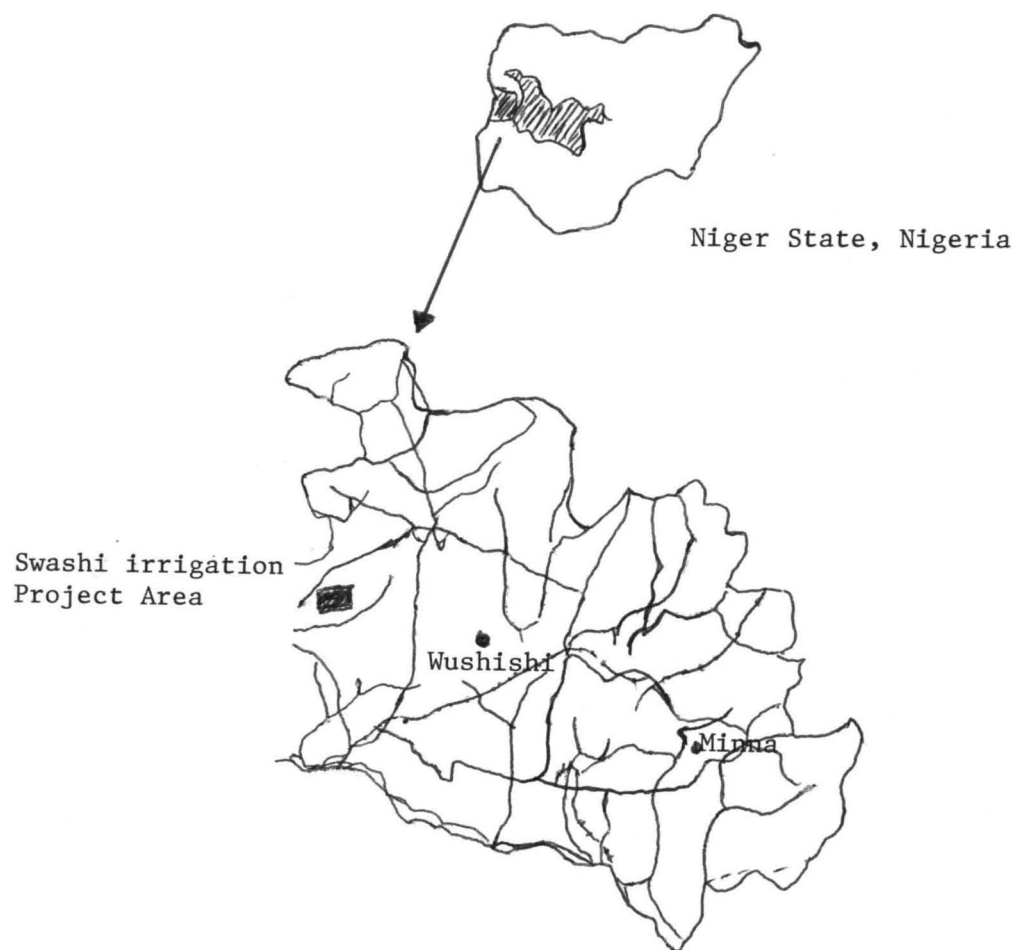 Niger State, Nigeria
Swashi irrigation
Project Area
Wushishi
Minna